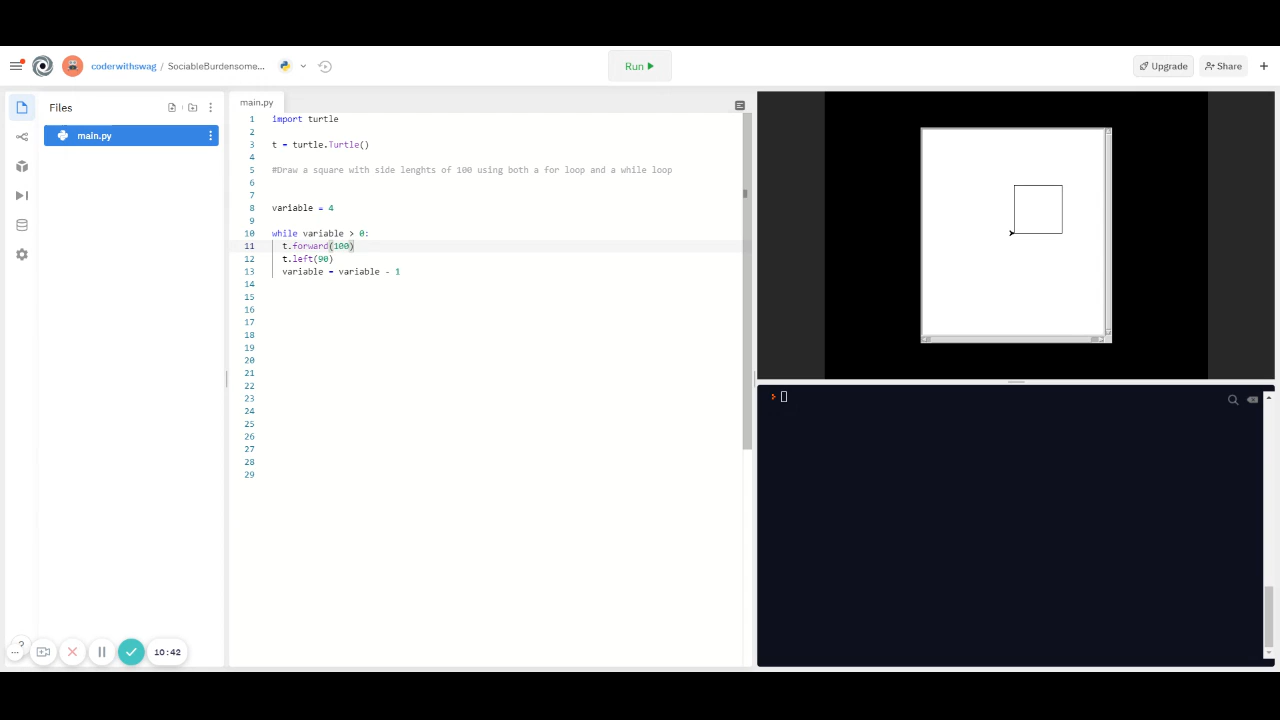 coderwithswag / SociableBurdensome...
Run
Upgrade
Share
Files
main.py
main.py
1 import turtle
2
3 t = turtle.Turtle()
4
5 #Draw a square with side lenghts of 100 using both a for loop and a while loop
6
7
8 variable = 4
9
10 while variable > 0:
11 t.forward(100)
12 t.left(90)
13 variable = variable - 1
14
15
16
17
18
19
20
21
22
23
24
25
26
27
28
29
?
...
10:42